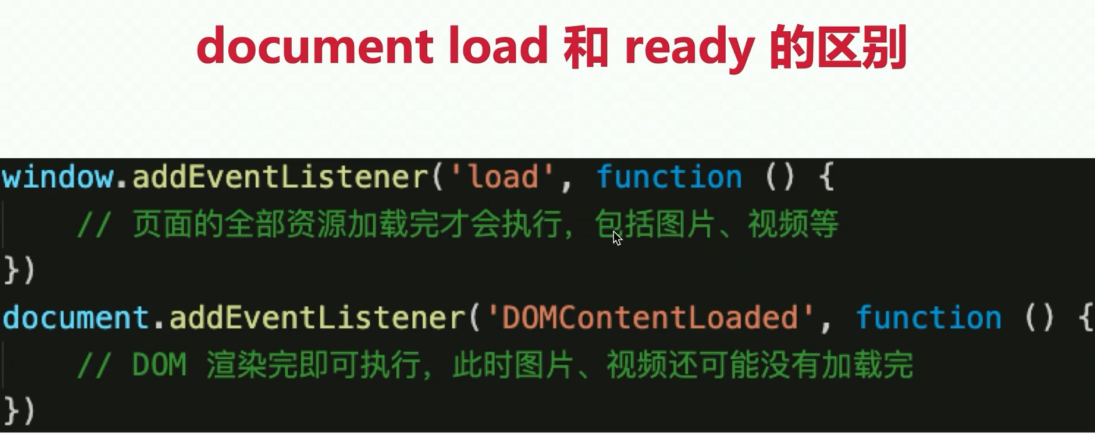 document load 和 ready 的区别
window.addEventListener('load', function () {
    // 页面的全部资源加载完才会执行，包括图片、视频等
})
document.addEventListener('DOMContentLoaded', function () {
    // DOM 渲染完即可执行，此时图片、视频还可能没有加载完
})